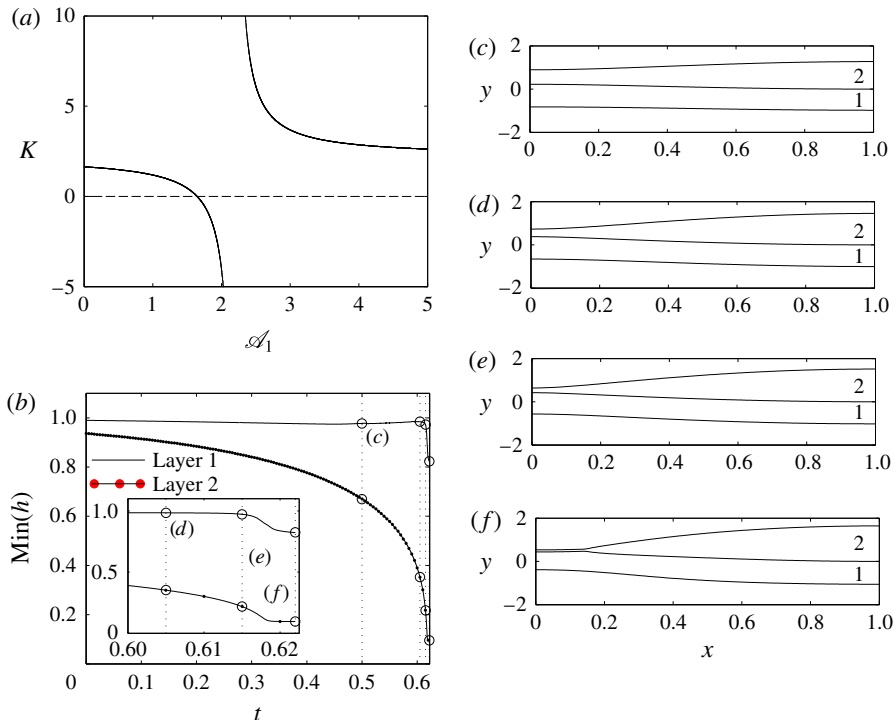 (a)
10
5
K
0
−5
0 1 2 3 4 5
𝒜1
(b)
1.0
0.8
0.6
0.4
0.2
Min(h)
Layer 1
Layer 2
(c)
1.0
0.5
0
(d)
(e)
(f)
0.60 0.61 0.62
0 0.1 0.2 0.3 0.4 0.5 0.6
t
(c)
2
y 0
−2
2
1
0 0.2 0.4 0.6 0.8 1.0
(d)
2
y 0
−2
2
1
0 0.2 0.4 0.6 0.8 1.0
(e)
2
y 0
−2
2
1
0 0.2 0.4 0.6 0.8 1.0
(f)
2
y 0
−2
2
1
0 0.2 0.4 0.6 0.8 1.0
x